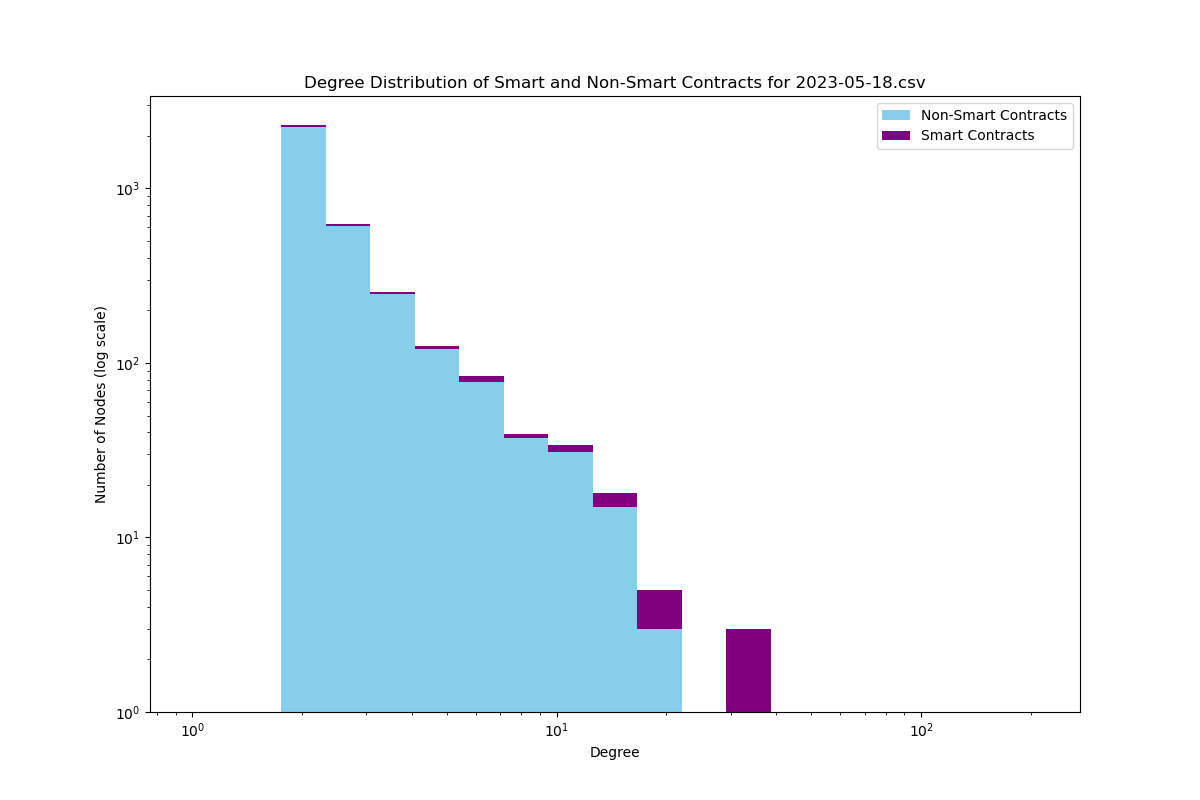 Degree Distribution of Smart and Non-Smart Contracts for 2023-05-18.csv
Non-Smart Contracts
Smart Contracts
Number of Nodes (log scale)
10³
10²
10¹
10⁰
10⁰ 10¹ 10²
Degree